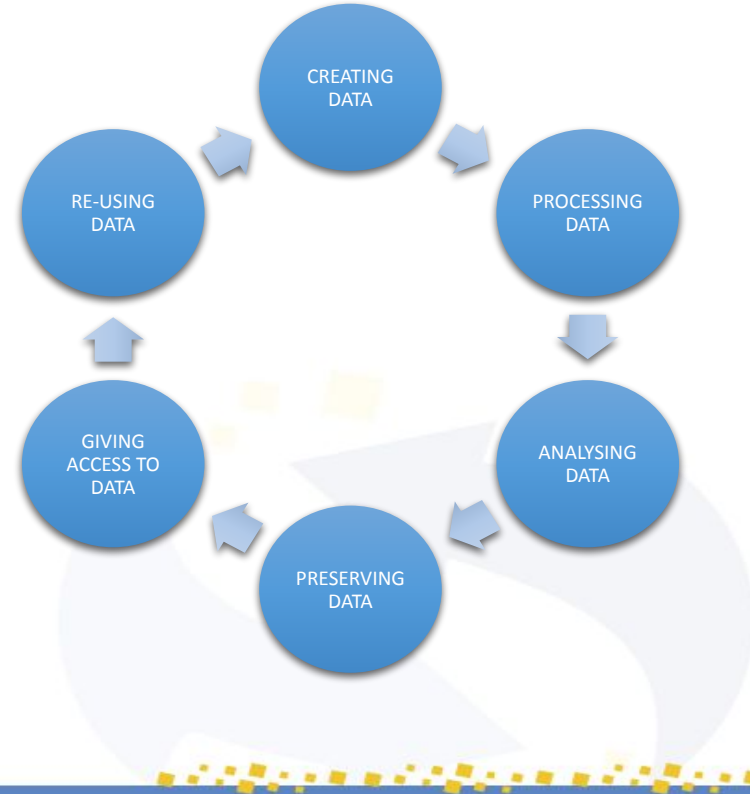 CREATING
DATA
PROCESSING
DATA
ANALYSING
DATA
PRESERVING
DATA
GIVING
ACCESS TO
DATA
RE-USING
DATA